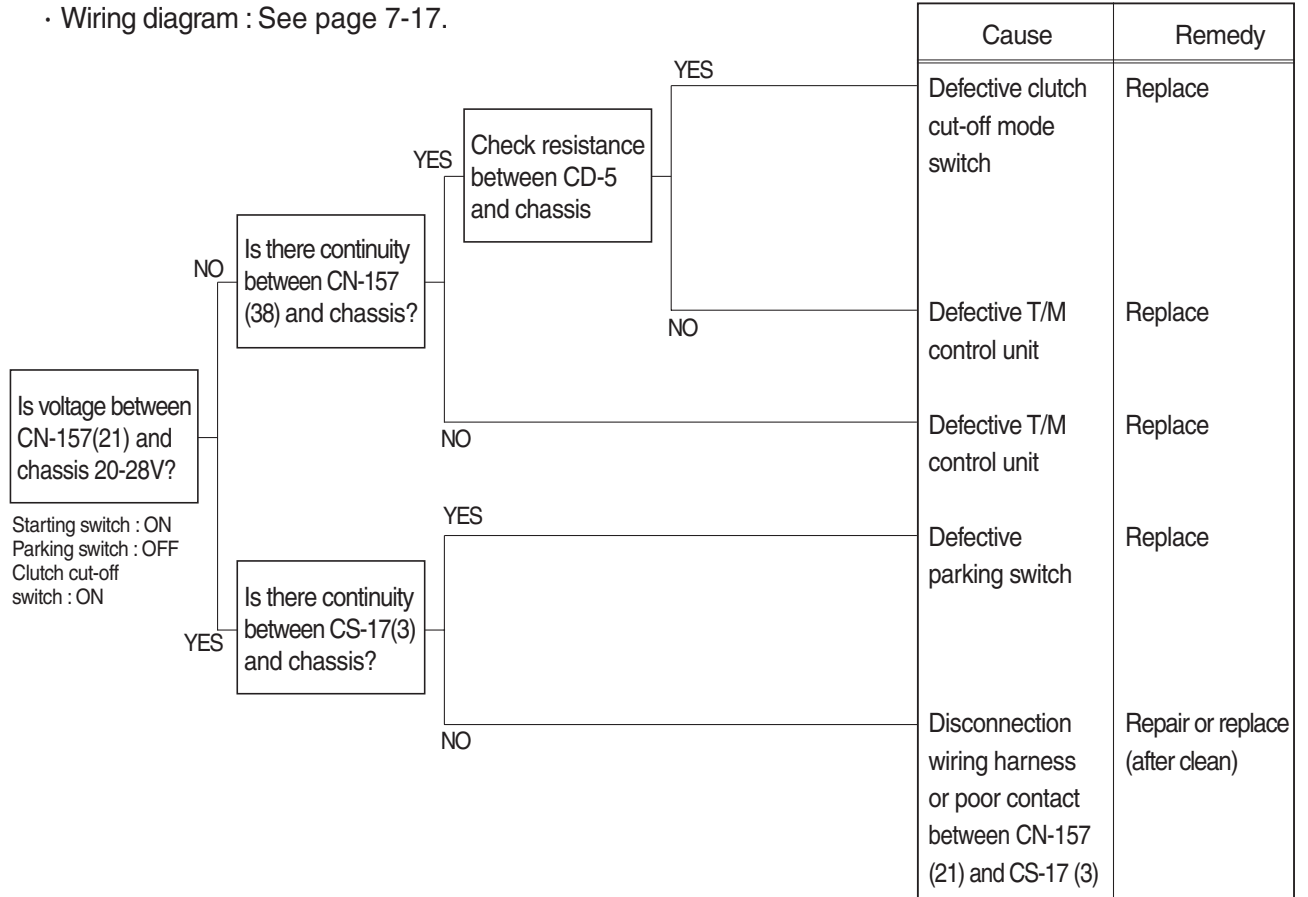 · Wiring diagram : See page 7-17.
Cause
Remedy
YES
Defective clutch
cut-off mode
switch
Replace
YES
Check resistance
between CD-5
and chassis
NO
Is there continuity
between CN-157
(38) and chassis?
NO
Defective T/M
control unit
Replace
Is voltage between
CN-157(21) and
chassis 20-28V?
NO
Defective T/M
control unit
Replace
Starting switch : ON
Parking switch : OFF
Clutch cut-off
switch : ON
YES
Defective
parking switch
Replace
YES
Is there continuity
between CS-17(3)
and chassis?
NO
Disconnection
wiring harness
or poor contact
between CN-157
(21) and CS-17 (3)
Repair or replace
(after clean)